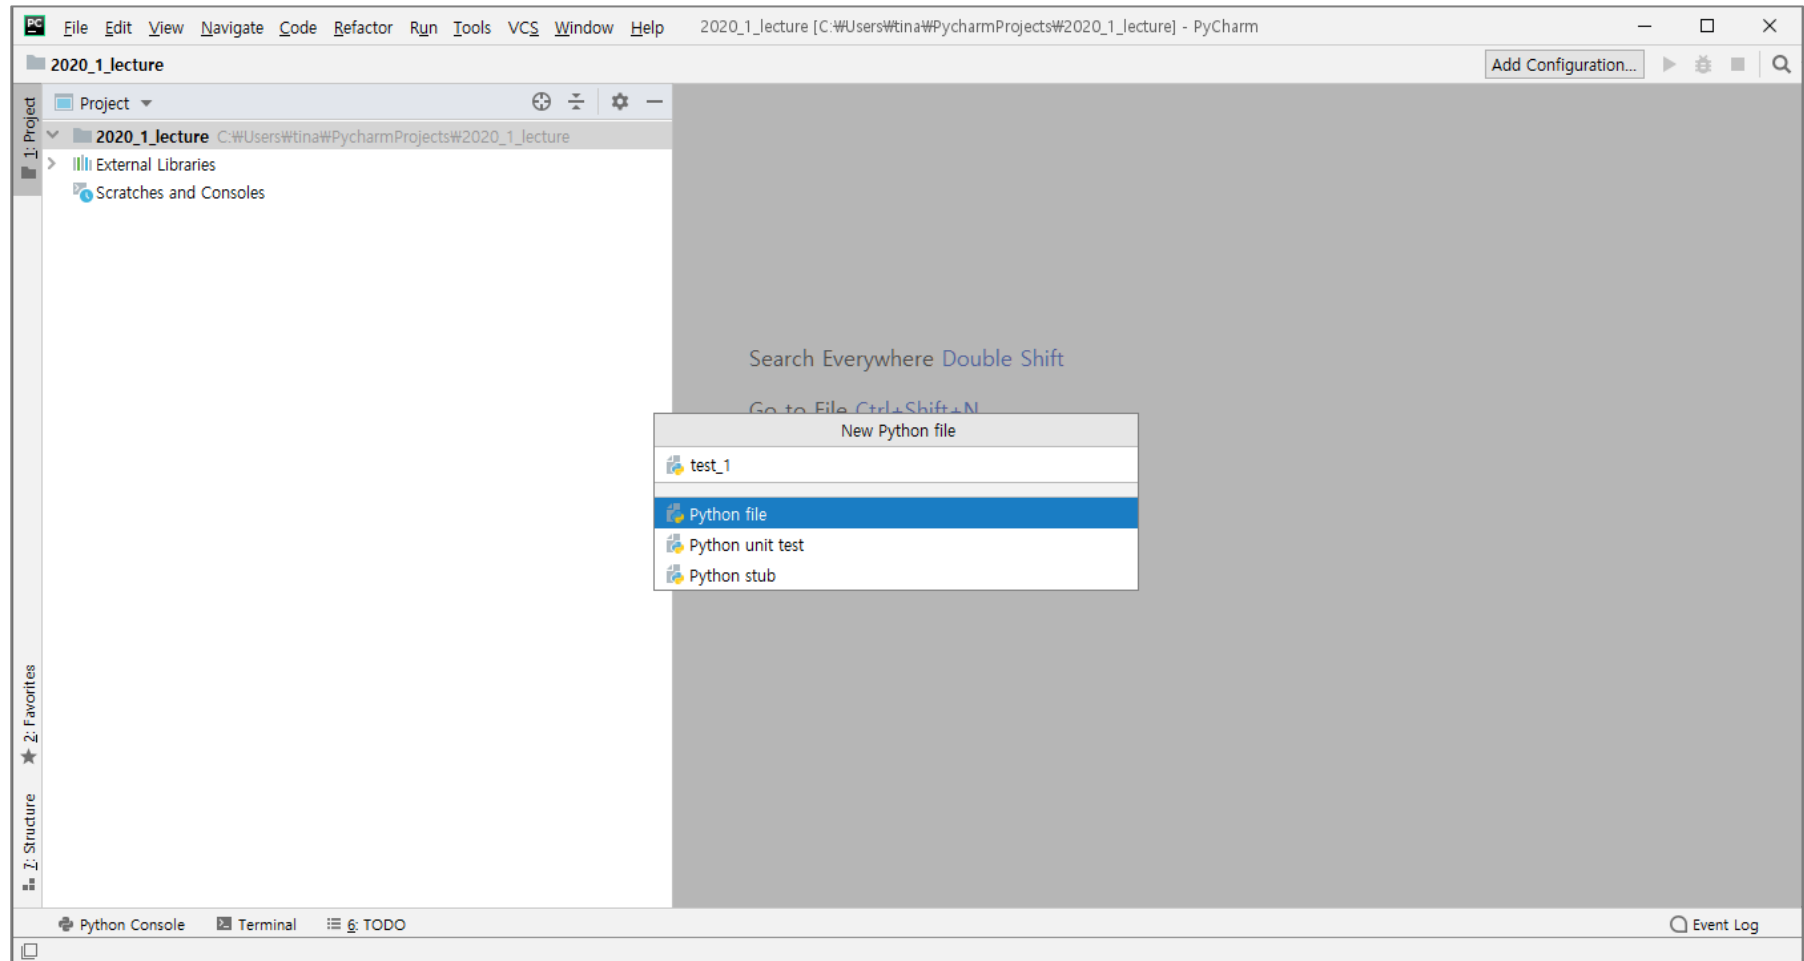 PC File Edit View Navigate Code Refactor Run Tools VCS Window Help 2020_1_lecture [C:₩Users₩tina₩PycharmProjects₩2020_1_lecture] - PyCharm
2020_1_lecture Add Configuration...
1: Project
Project
2020_1_lecture C:₩Users₩tina₩PycharmProjects₩2020_1_lecture
External Libraries
Scratches and Consoles
Search Everywhere Double Shift
Go to File Ctrl+Shift+N
New Python file
test_1
Python file
Python unit test
Python stub
2: Favorites
7: Structure
Python Console Terminal 6: TODO Event Log